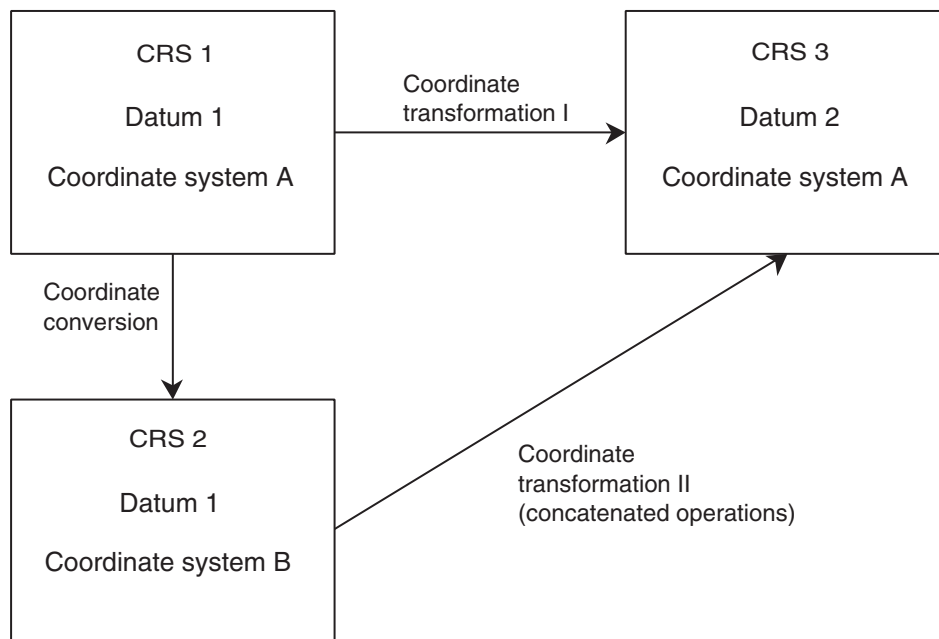 CRS 1
Datum 1
Coordinate system A
Coordinate
transformation I
CRS 3
Datum 2
Coordinate system A
Coordinate
conversion
CRS 2
Datum 1
Coordinate system B
Coordinate
transformation II
(concatenated operations)